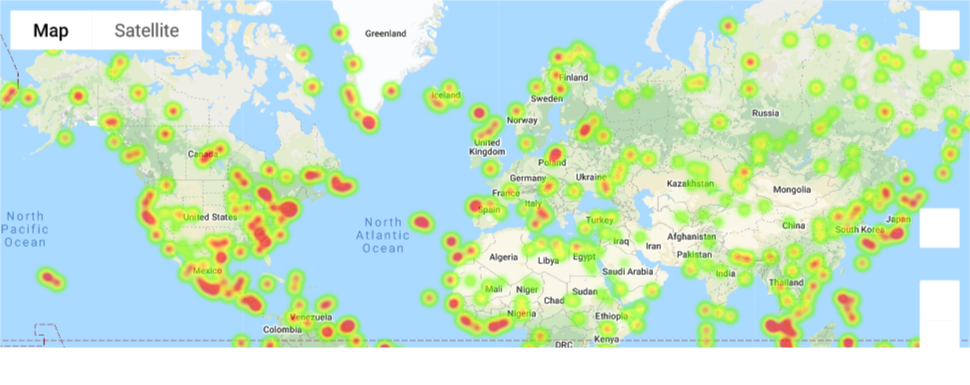 Map
Satellite
Greenland
Iceland
Finland
Sweden
Norway
Russia
United
Kingdom
Canada
Poland
Germany
Ukraine
Kazakhstan
Mongolia
France
North
Pacific
Ocean
United States
North
Atlantic
Ocean
Spain
Italy
Turkey
China
South Korea
Japan
Afghanistan
Iraq
Iran
Pakistan
Algeria
Libya
Egypt
Saudi Arabia
India
Mexico
Mali
Niger
Chad
Sudan
Thailand
Nigeria
Ethiopia
Venezuela
Colombia
Kenya
DRC